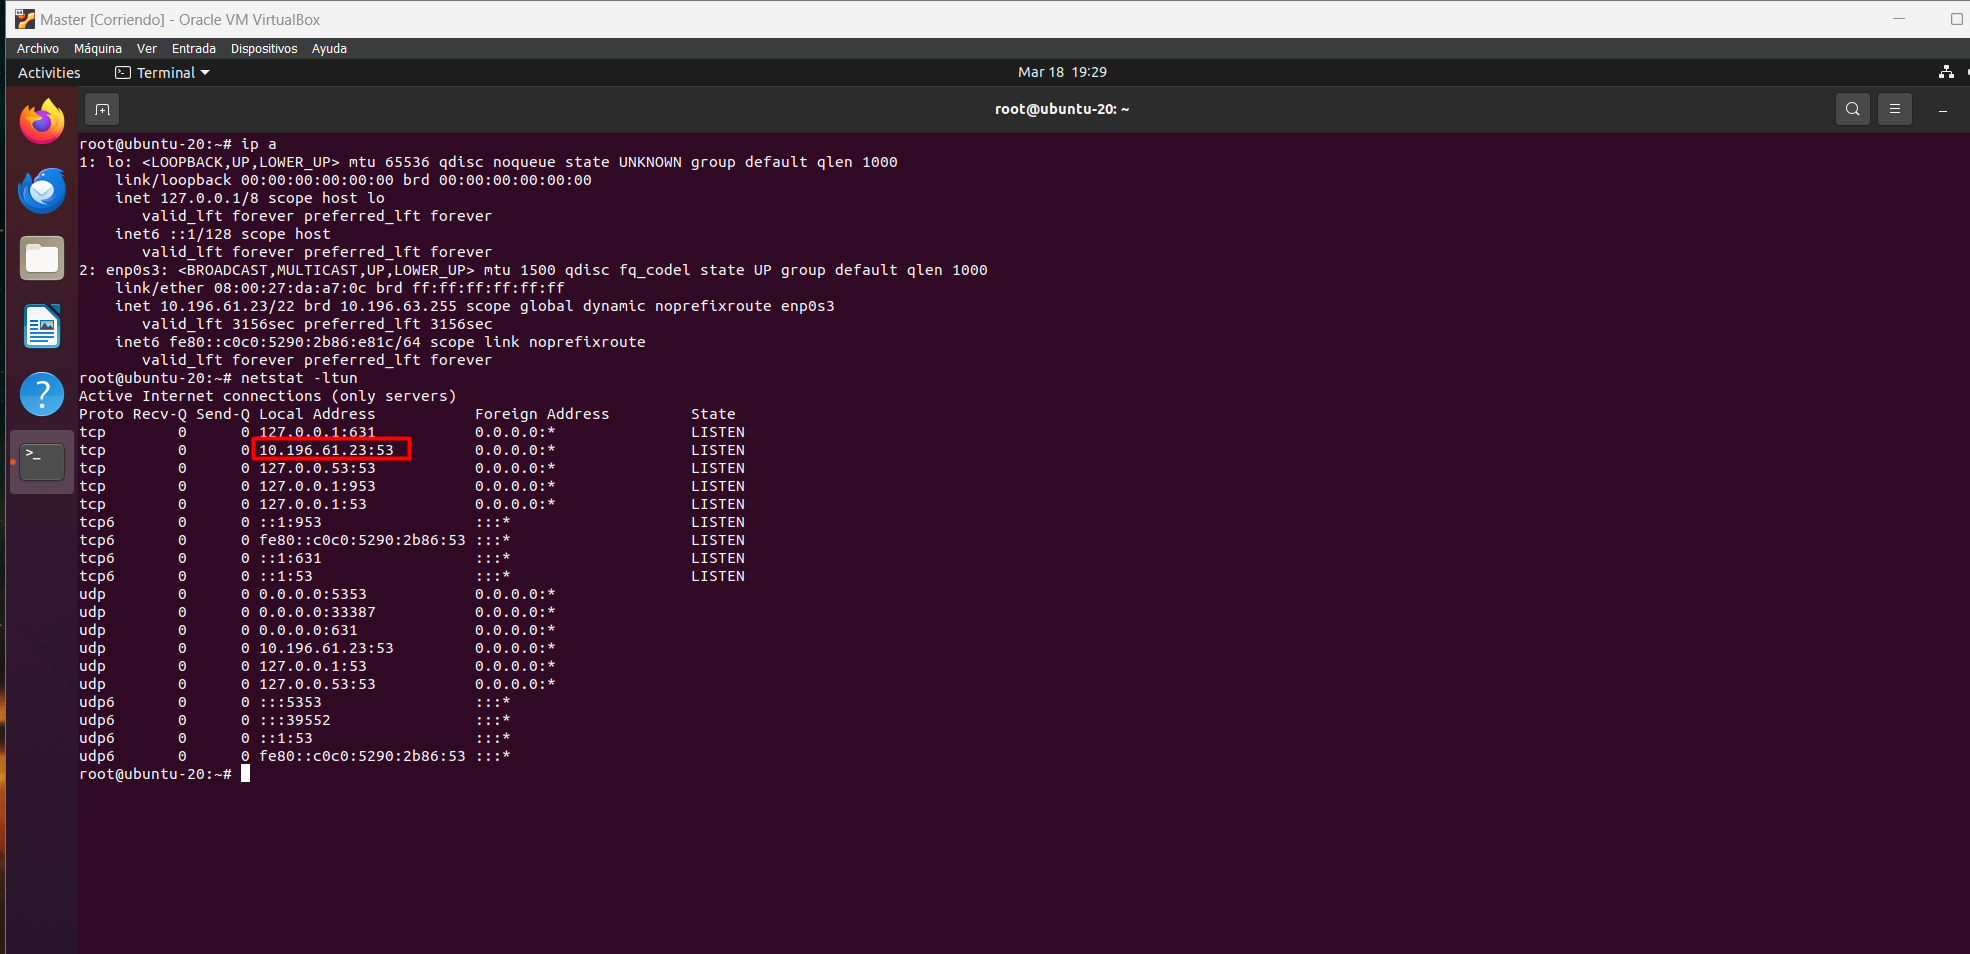 Master [Corriendo] - Oracle VM VirtualBox
Archivo Máquina Ver Entrada Dispositivos Ayuda
Activities Terminal Mar 18 19:29
root@ubuntu-20: ~
root@ubuntu-20:~# ip a
1: lo: <LOOPBACK,UP,LOWER_UP> mtu 65536 qdisc noqueue state UNKNOWN group default qlen 1000
    link/loopback 00:00:00:00:00:00 brd 00:00:00:00:00:00
    inet 127.0.0.1/8 scope host lo
       valid_lft forever preferred_lft forever
    inet6 ::1/128 scope host
       valid_lft forever preferred_lft forever
2: enp0s3: <BROADCAST,MULTICAST,UP,LOWER_UP> mtu 1500 qdisc fq_codel state UP group default qlen 1000
    link/ether 08:00:27:da:a7:0c brd ff:ff:ff:ff:ff:ff
    inet 10.196.61.23/22 brd 10.196.63.255 scope global dynamic noprefixroute enp0s3
       valid_lft 3156sec preferred_lft 3156sec
    inet6 fe80::c0c0:5290:2b86:e81c/64 scope link noprefixroute
       valid_lft forever preferred_lft forever
root@ubuntu-20:~# netstat -ltun
Active Internet connections (only servers)
Proto Recv-Q Send-Q Local Address           Foreign Address         State
tcp        0      0 127.0.0.1:631           0.0.0.0:*               LISTEN
tcp        0      0 10.196.61.23:53         0.0.0.0:*               LISTEN
tcp        0      0 127.0.0.53:53           0.0.0.0:*               LISTEN
tcp        0      0 127.0.0.1:953           0.0.0.0:*               LISTEN
tcp        0      0 127.0.0.1:53            0.0.0.0:*               LISTEN
tcp6       0      0 ::1:953                 :::*                    LISTEN
tcp6       0      0 fe80::c0c0:5290:2b86:53 :::*                    LISTEN
tcp6       0      0 ::1:631                 :::*                    LISTEN
tcp6       0      0 ::1:53                  :::*                    LISTEN
udp        0      0 0.0.0.0:5353            0.0.0.0:*
udp        0      0 0.0.0.0:33387           0.0.0.0:*
udp        0      0 0.0.0.0:631             0.0.0.0:*
udp        0      0 10.196.61.23:53         0.0.0.0:*
udp        0      0 127.0.0.1:53            0.0.0.0:*
udp        0      0 127.0.0.53:53           0.0.0.0:*
udp6       0      0 :::5353                 :::*
udp6       0      0 :::39552                :::*
udp6       0      0 ::1:53                  :::*
udp6       0      0 fe80::c0c0:5290:2b86:53 :::*
root@ubuntu-20:~#